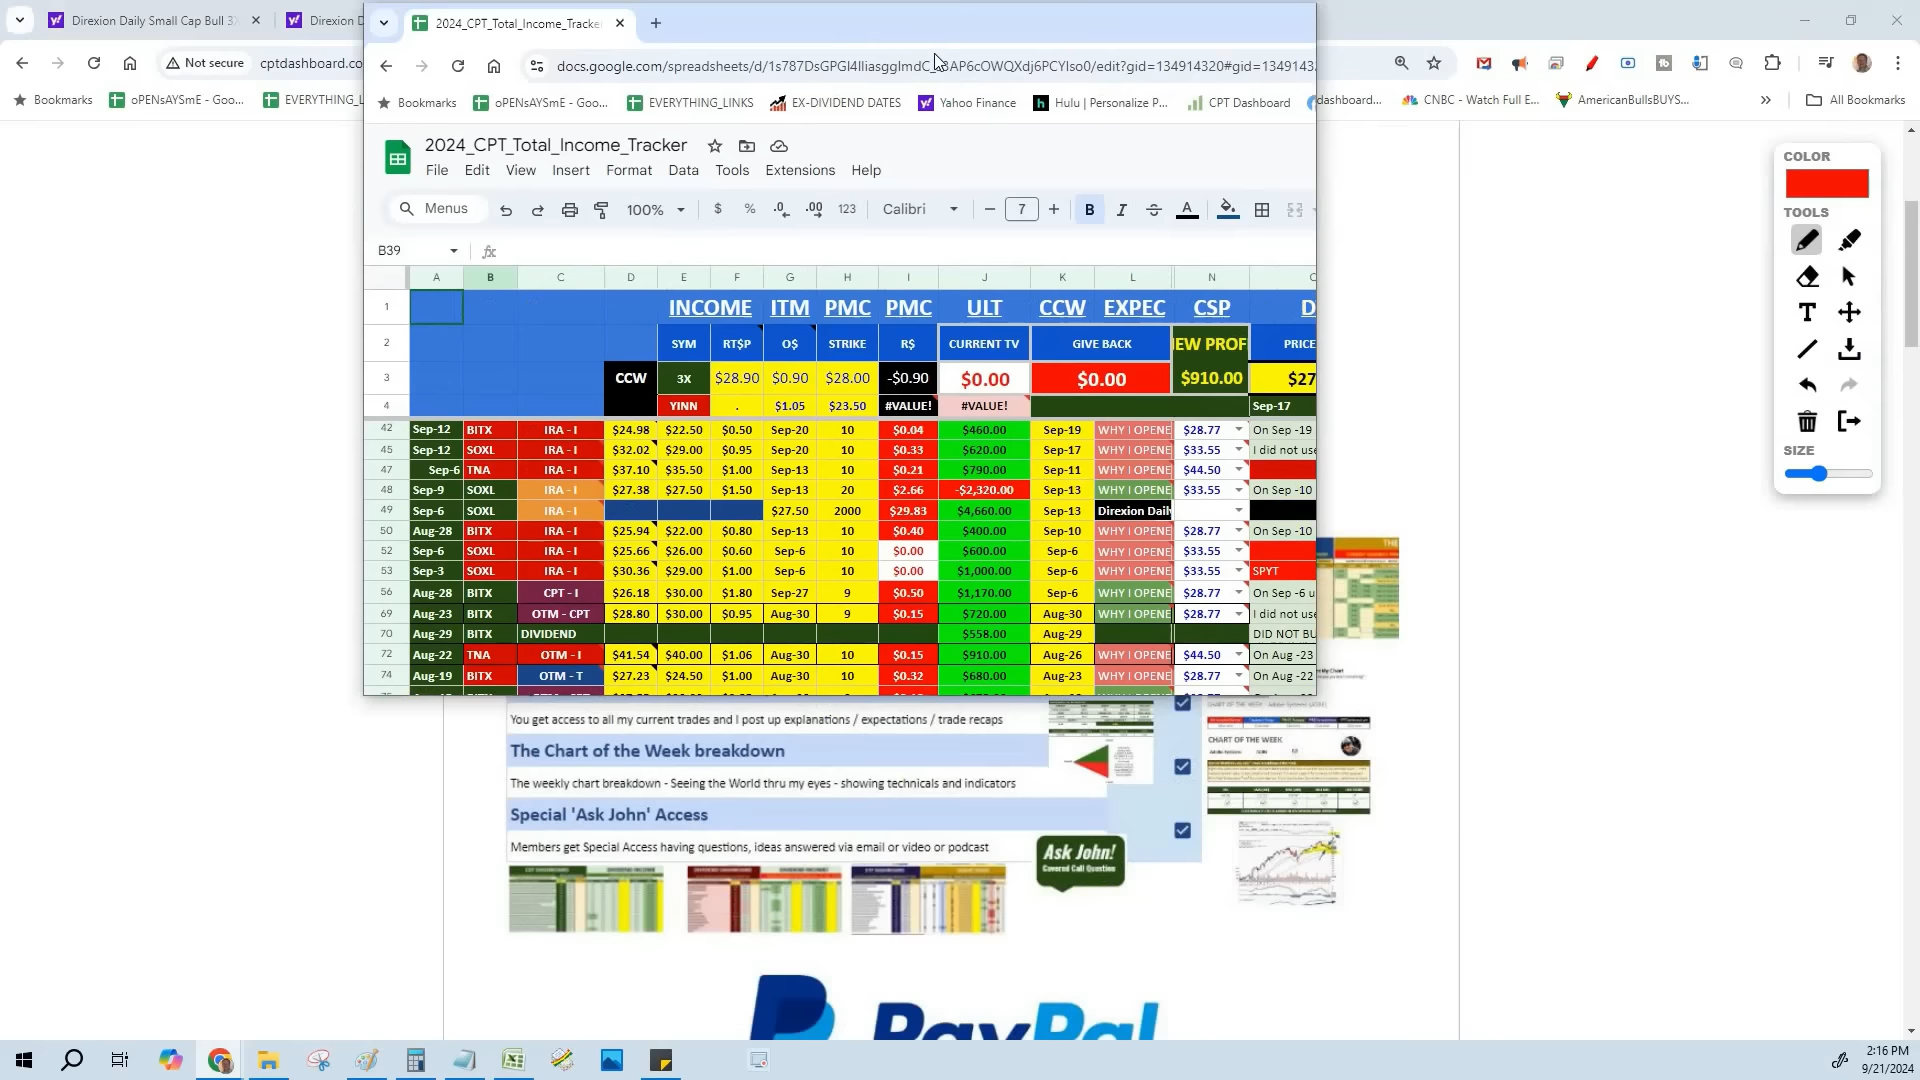 Direxion Daily Small Cap Bull 3
Direxion D
2024_CPT_Total_Income_Tracke
Not secure
cptdashboard.co
Bookmarks
oPENsAYSmE - Goo...
dashboard...
CNBC - Watch Full E...
AmericanBullsBUYS...
All Bookmarks
Bookmarks
oPENsAYSmE - Goo...
EVERYTHING_LINKS
EX-DIVIDEND DATES
Yahoo Finance
Hulu | Personalize P...
CPT Dashboard
2024_CPT_Total_Income_Tracker
File Edit View Insert Format Data Tools Extensions Help
Menus 100% $ % .0 .00 123 Calibri 7 B I A
B39 fx
A B C D E F G H I J K L N
1 INCOME ITM PMC PMC ULT CCW EXPEC CSP D
2 SYM RT$P O$ STRIKE R$ CURRENT TV GIVE BACK EW PROF PRICE
3 CCW 3X $28.90 $0.90 $28.00 -$0.90 $0.00 $0.00 $910.00 $27
4 YINN . $1.05 $23.50 #VALUE! #VALUE! Sep-17
42 Sep-12 BITX IRA - I $24.98 $22.50 $0.50 Sep-20 10 $0.04 $460.00 Sep-19 WHY I OPENE $28.77 On Sep -19
45 Sep-12 SOXL IRA - I $32.02 $29.00 $0.95 Sep-20 10 $0.33 $620.00 Sep-17 WHY I OPENE $33.55 I did not use
47 Sep-6 TNA IRA - I $37.10 $35.50 $1.00 Sep-13 10 $0.21 $790.00 Sep-11 WHY I OPENE $44.50
48 Sep-9 SOXL IRA - I $27.38 $27.50 $1.50 Sep-13 20 $2.66 -$2,320.00 Sep-13 WHY I OPENE $33.55 On Sep -10
49 Sep-6 SOXL IRA - I $27.50 2000 $29.83 $4,660.00 Sep-13 Direxion Dail
50 Aug-28 BITX IRA - I $25.94 $22.00 $0.80 Sep-13 10 $0.40 $400.00 Sep-10 WHY I OPENE $28.77 On Sep -10
52 Sep-6 SOXL IRA - I $25.66 $26.00 $0.60 Sep-6 10 $0.00 $600.00 Sep-6 WHY I OPENE $33.55
53 Sep-3 SOXL IRA - I $30.36 $29.00 $1.00 Sep-6 10 $0.00 $1,000.00 Sep-6 WHY I OPENE $33.55 SPYT
56 Aug-28 BITX CPT - I $26.18 $30.00 $1.80 Sep-27 9 $0.50 $1,170.00 Sep-6 WHY I OPENE $28.77 On Sep -6 u
69 Aug-23 BITX OTM - CPT $28.80 $30.00 $0.95 Aug-30 9 $0.15 $720.00 Aug-30 WHY I OPENE $28.77 I did not use
70 Aug-29 BITX DIVIDEND $558.00 Aug-29 DID NOT BU
72 Aug-22 TNA OTM - I $41.54 $40.00 $1.06 Aug-30 10 $0.15 $910.00 Aug-26 WHY I OPENE $44.50 On Aug -23
74 Aug-19 BITX OTM - T $27.23 $24.50 $1.00 Aug-30 10 $0.32 $680.00 Aug-23 WHY I OPENE $28.77 On Aug -22
You get access to all my current trades and I post up explanations / expectations / trade recaps
The Chart of the Week breakdown
The weekly chart breakdown - Seeing the World thru my eyes - showing technicals and indicators
Special 'Ask John' Access
Members get Special Access having questions, ideas answered via email or video or podcast
Ask John!
Covered Call Question
CHART OF THE WEEK
PayPal
COLOR
TOOLS
T
SIZE
2:16 PM
9/21/2024